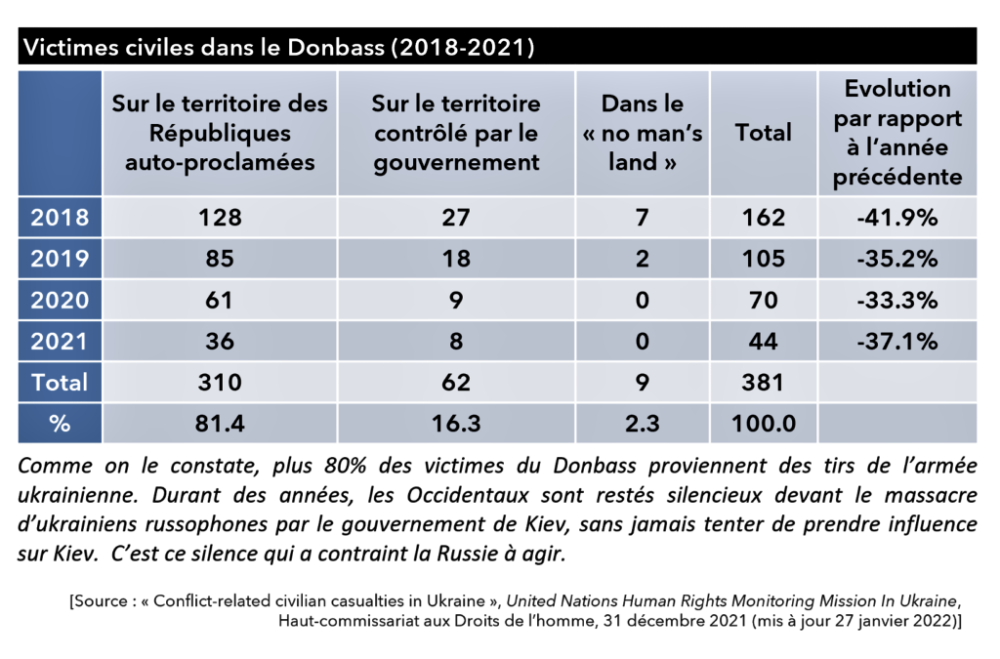 Victimes civiles dans le Donbass (2018-2021)
Sur le territoire des Républiques auto-proclamées | Sur le territoire contrôlé par le gouvernement | Dans le « no man’s land » | Total | Evolution par rapport à l’année précédente
2018 128 27 7 162 -41.9%
2019 85 18 2 105 -35.2%
2020 61 9 0 70 -33.3%
2021 36 8 0 44 -37.1%
Total 310 62 9 381
% 81.4 16.3 2.3 100.0
Comme on le constate, plus 80% des victimes du Donbass proviennent des tirs de l’armée
ukrainienne. Durant des années, les Occidentaux sont restés silencieux devant le massacre
d’ukrainiens russophones par le gouvernement de Kiev, sans jamais tenter de prendre influence
sur Kiev. C’est ce silence qui a contraint la Russie à agir.
[Source : « Conflict-related civilian casualties in Ukraine », United Nations Human Rights Monitoring Mission In Ukraine,
Haut-commissariat aux Droits de l’homme, 31 décembre 2021 (mis à jour 27 janvier 2022)]